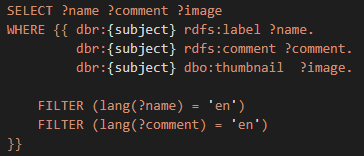 SELECT ?name ?comment ?image
WHERE {{ dbr:{subject} rdfs:label ?name.
dbr:{subject} rdfs:comment ?comment.
dbr:{subject} dbo:thumbnail  ?image.
FILTER (lang(?name) = 'en')
FILTER (lang(?comment) = 'en')
}}